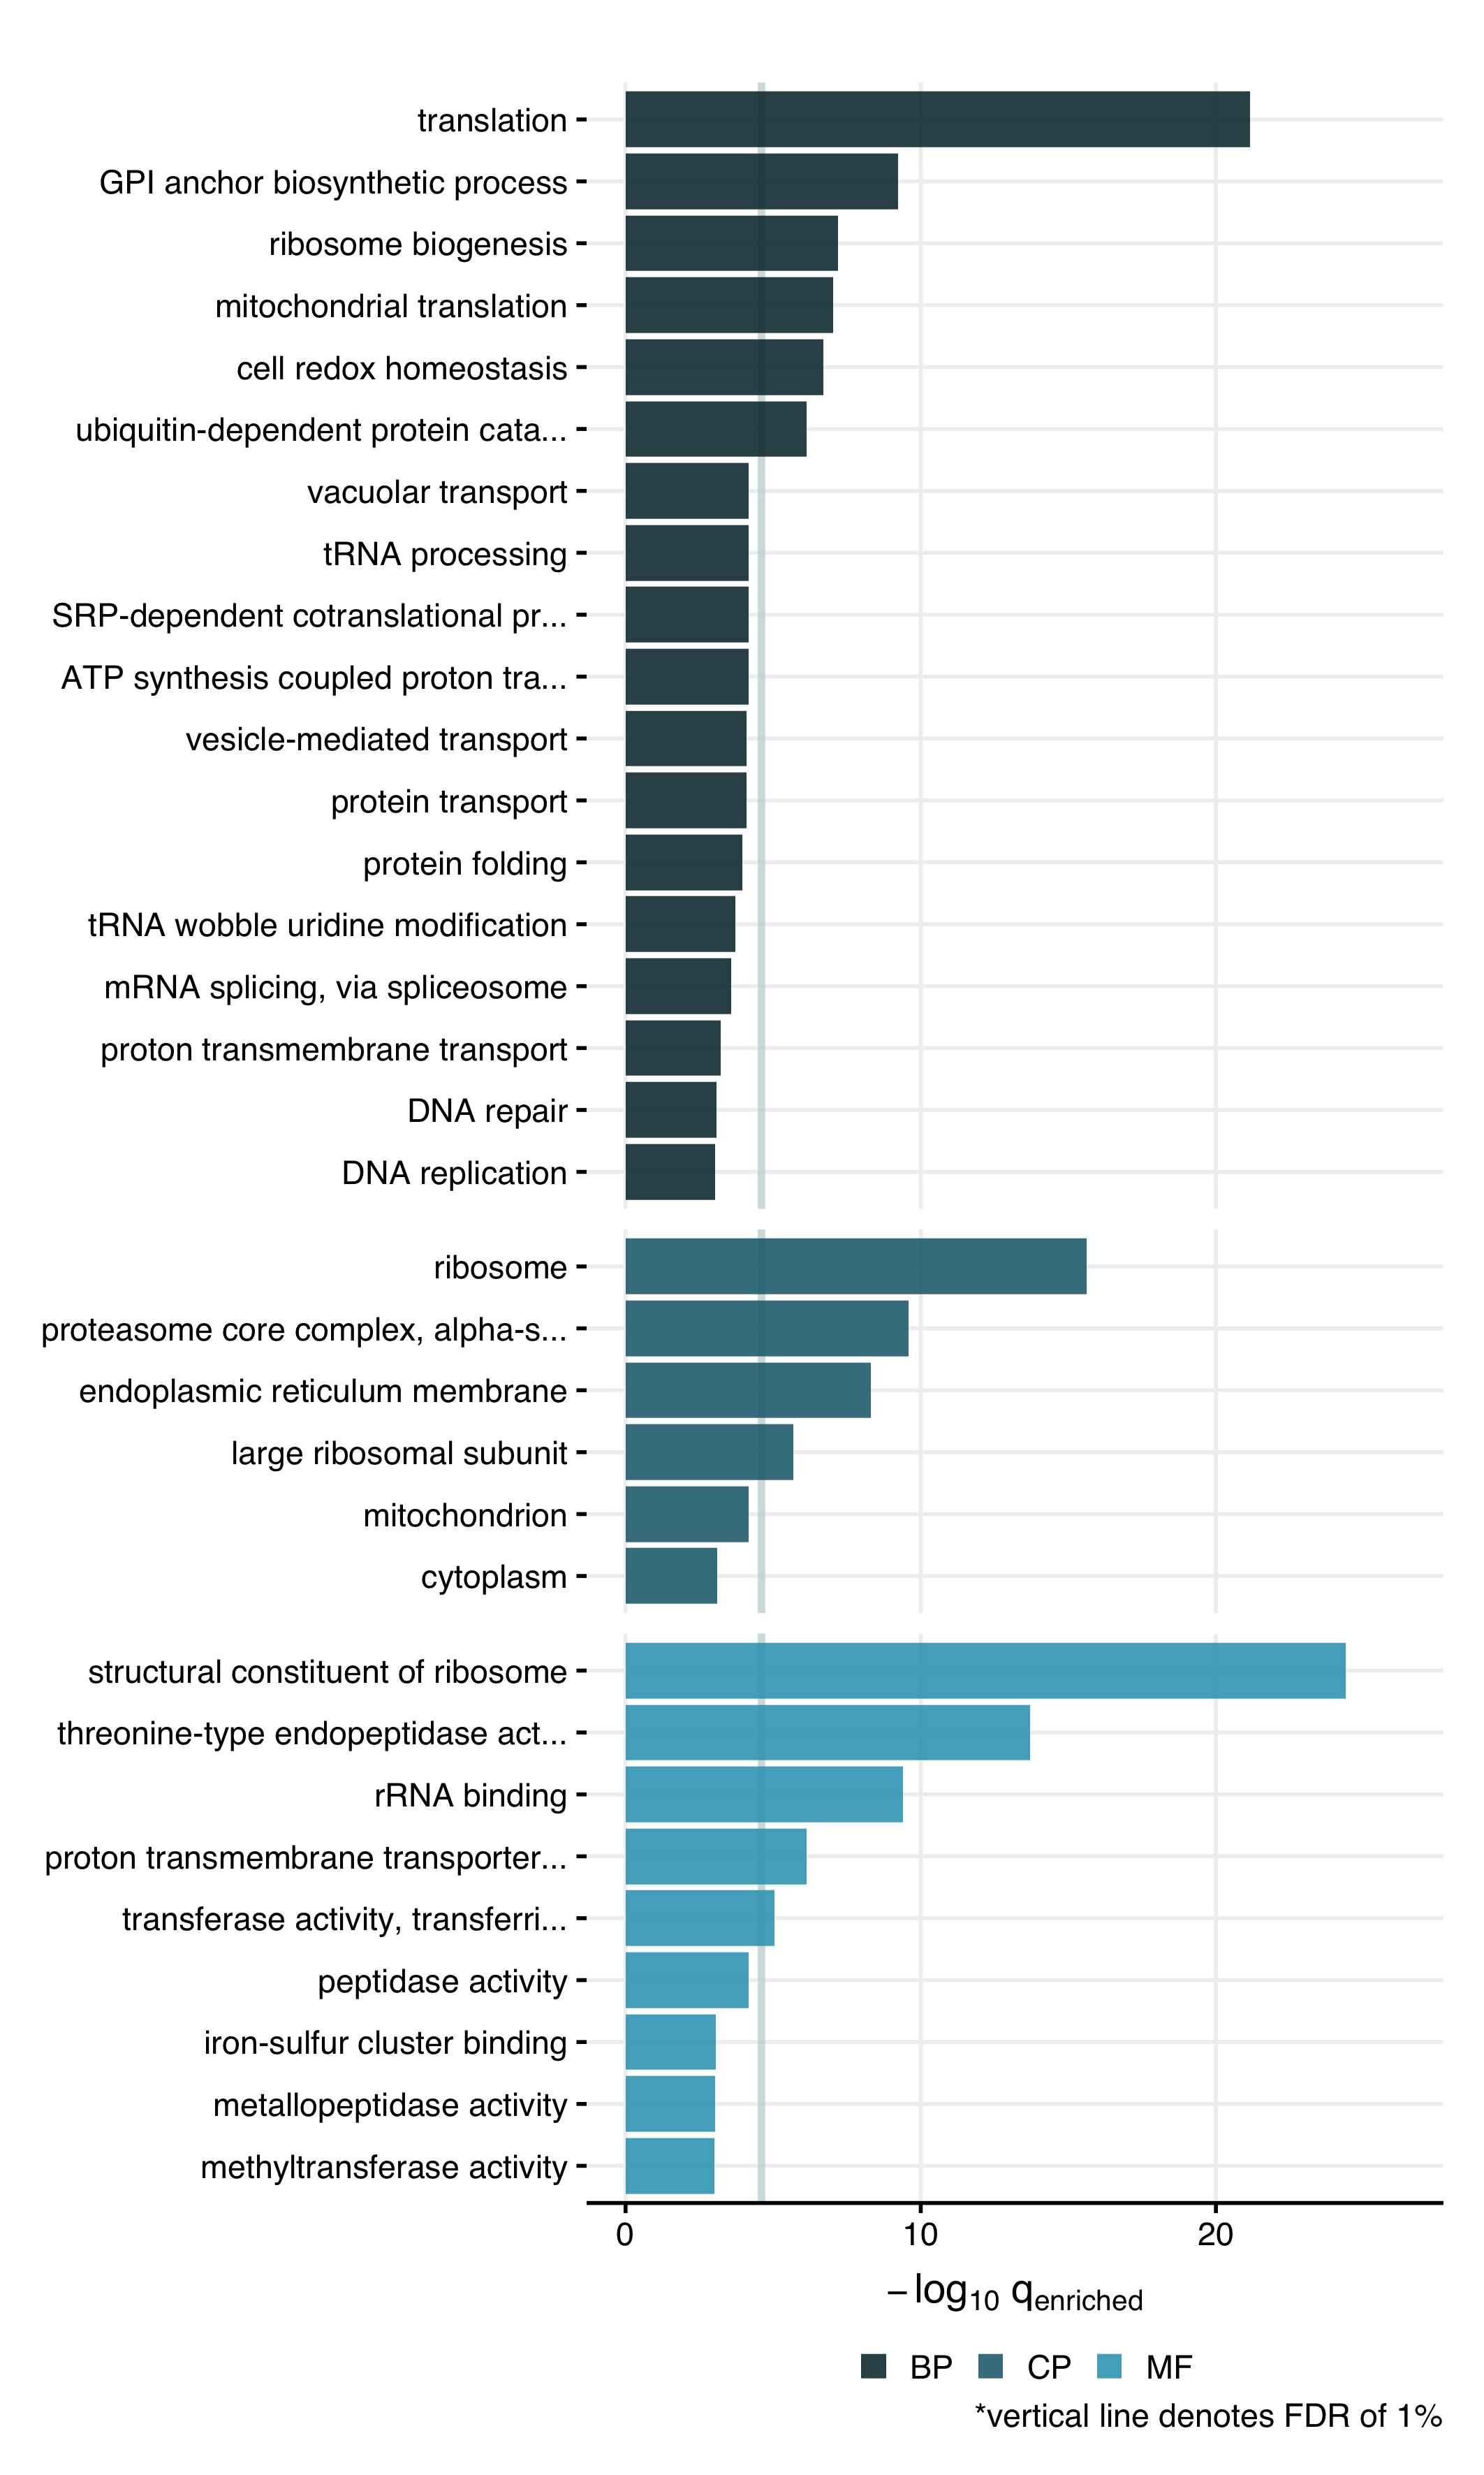 translation
GPI anchor biosynthetic process
ribosome biogenesis
mitochondrial translation
cell redox homeostasis
ubiquitin-dependent protein cata...
vacuolar transport
tRNA processing
SRP-dependent cotranslational pr...
ATP synthesis coupled proton tra...
vesicle-mediated transport
protein transport
protein folding
tRNA wobble uridine modification
mRNA splicing, via spliceosome
proton transmembrane transport
DNA repair
DNA replication
ribosome
proteasome core complex, alpha-s...
endoplasmic reticulum membrane
large ribosomal subunit
mitochondrion
cytoplasm
structural constituent of ribosome
threonine-type endopeptidase act...
rRNA binding
proton transmembrane transporter...
transferase activity, transferri...
peptidase activity
iron-sulfur cluster binding
metallopeptidase activity
methyltransferase activity
0 10 20
−log₁₀ qenriched
BP CP MF
*vertical line denotes FDR of 1%